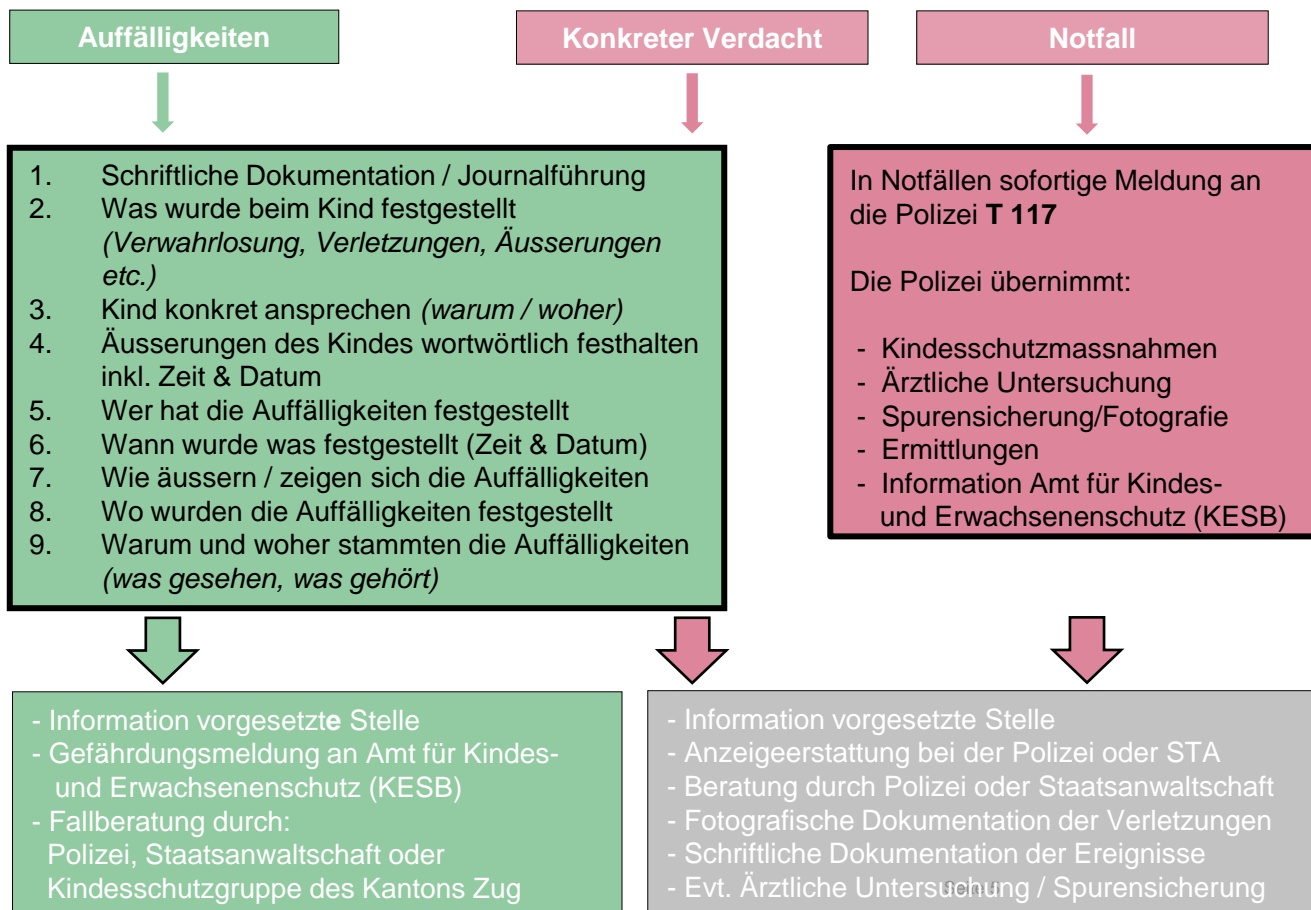 Auffälligkeiten
Konkreter Verdacht
Notfall
1. Schriftliche Dokumentation / Journalführung
2. Was wurde beim Kind festgestellt
(Verwahrlosung, Verletzungen, Äusserungen
etc.)
3. Kind konkret ansprechen (warum / woher)
4. Äusserungen des Kindes wortwörtlich festhalten
inkl. Zeit & Datum
5. Wer hat die Auffälligkeiten festgestellt
6. Wann wurde was festgestellt (Zeit & Datum)
7. Wie äussern / zeigen sich die Auffälligkeiten
8. Wo wurden die Auffälligkeiten festgestellt
9. Warum und woher stammten die Auffälligkeiten
(was gesehen, was gehört)
In Notfällen sofortige Meldung an
die Polizei T 117
Die Polizei übernimmt:
- Kindesschutzmassnahmen
- Ärztliche Untersuchung
- Spurensicherung/Fotografie
- Ermittlungen
- Information Amt für Kindes-
und Erwachsenenschutz (KESB)
- Information vorgesetzte Stelle
- Gefährdungsmeldung an Amt für Kindes-
und Erwachsenenschutz (KESB)
- Fallberatung durch:
Polizei, Staatsanwaltschaft oder
Kindesschutzgruppe des Kantons Zug
- Information vorgesetzte Stelle
- Anzeigeerstattung bei der Polizei oder STA
- Beratung durch Polizei oder Staatsanwaltschaft
- Fotografische Dokumentation der Verletzungen
- Schriftliche Dokumentation der Ereignisse
- Evt. Ärztliche Untersuchung / Spurensicherung